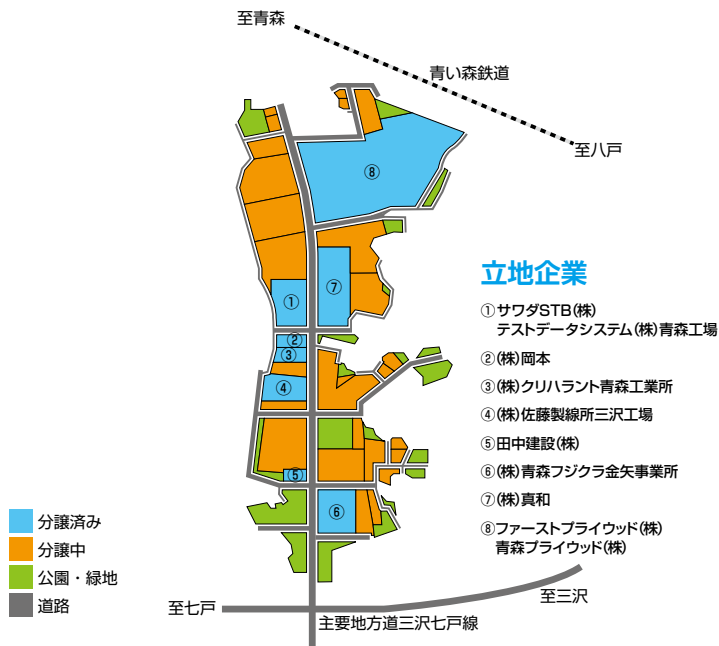 至青森
青い森鉄道
至八戸
⑧
⑦
①
②
③
④
⑤
⑥
立地企業
①サワダSTB(株)
テストデータシステム(株)青森工場
②(株)岡本
③(株)クリハラント青森工業所
④(株)佐藤製線所三沢工場
⑤田中建設(株)
⑥(株)青森フジクラ金矢事業所
⑦(株)真和
⑧ファーストプライウッド(株)
青森プライウッド(株)
分譲済み
分譲中
公園・緑地
道路
至七戸
主要地方道三沢七戸線
至三沢